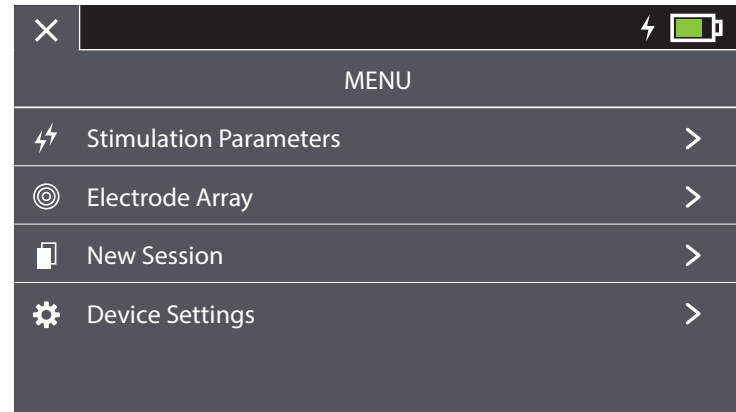 MENU
Stimulation Parameters
Electrode Array
New Session
Device Settings